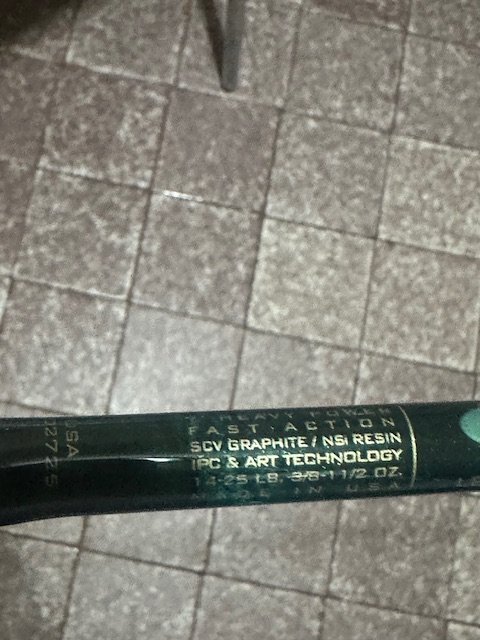 HEAVY POWER
FAST ACTION
SCV GRAPHITE / NSi RESIN
IPC & ART TECHNOLOGY
14-25 LB. 3/8-1 1/2 OZ.
MADE IN USA